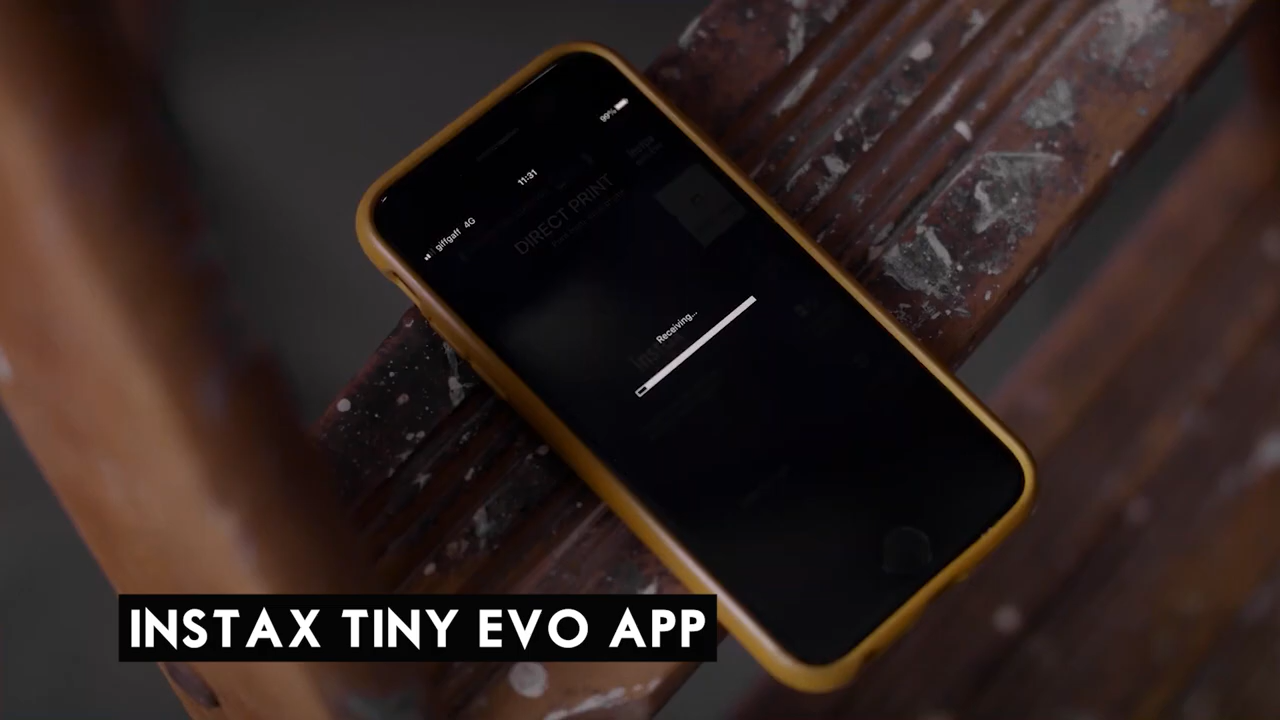 99%
11:31
giffgaff 4G
DIRECT PRINT
Receiving...
INSTAX TINY EVO APP